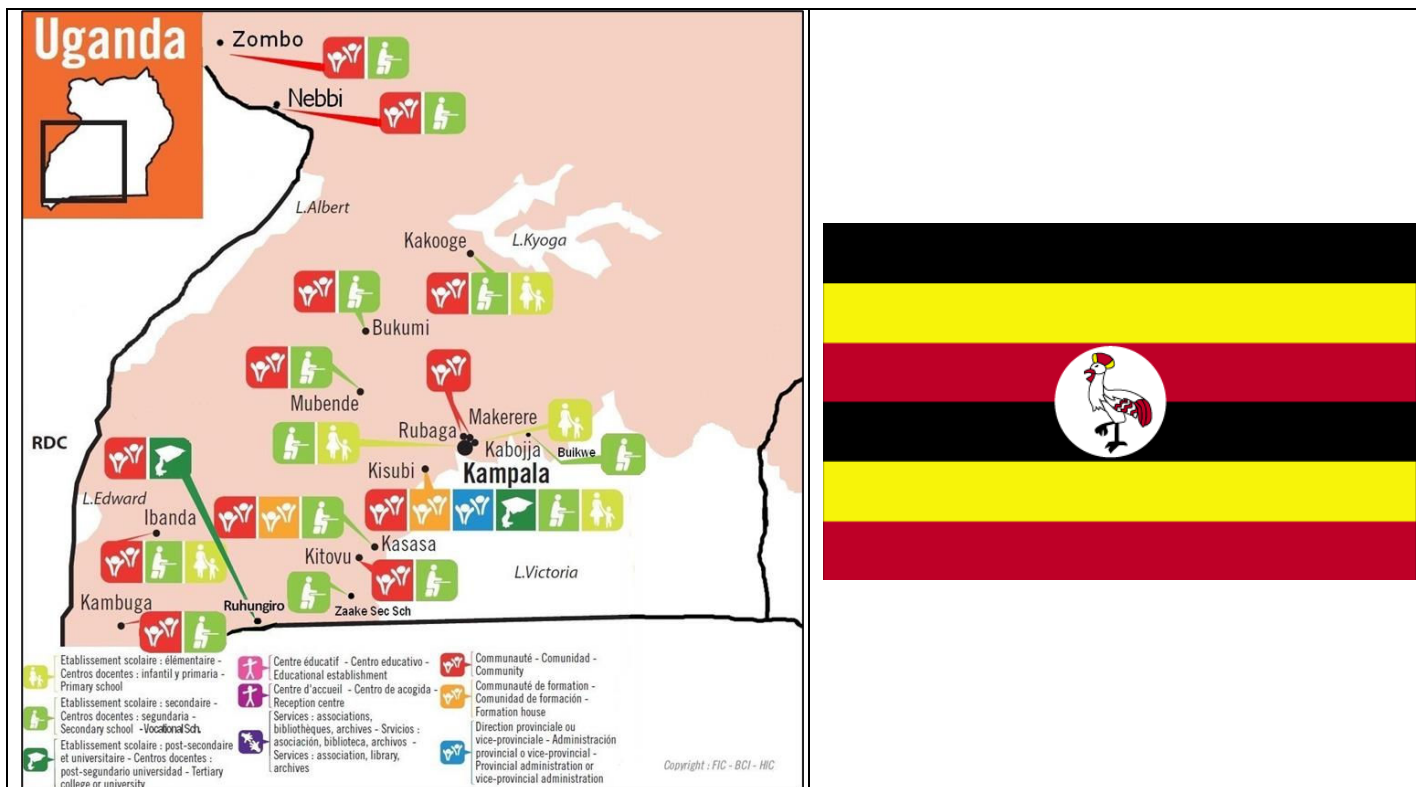 Uganda
Zombo
Nebbi
L.Albert
Kakooge
L.Kyoga
Bukumi
Mubende
Makerere
Rubaga
Kabojja
Buikwe
RDC
Kisubi
Kampala
L.Edward
Ibanda
Kasasa
Kitovu
L.Victoria
Kambuga
Ruhungiro
Zaake Sec Sch
Etablissement scolaire : élémentaire -
Centros docentes : infantil y primaria -
Primary school
Etablissement scolaire : secondaire -
Centros docentes : segundaria -
Secondary school - Vocational Sch.
Etablissement scolaire : post-secondaire
et universitaire - Centros docentes :
post-segundario universidad - Tertiary
college or university
Centre éducatif - Centro educativo -
Educational establishment
Centre d'accueil - Centro de acogida -
Reception centre
Services : associations,
bibliothèques, archives - Srvicios :
asociación, biblioteca, archivos -
Services : association, library,
archives
Communauté - Comunidad -
Community
Communauté de formation -
Comunidad de formación -
Formation house
Direction provinciale ou
vice-provinciale - Administración
provincial o vice-provincial -
Provincial administration or
vice-provincial administration
Copyright : FIC - BCI - HIC